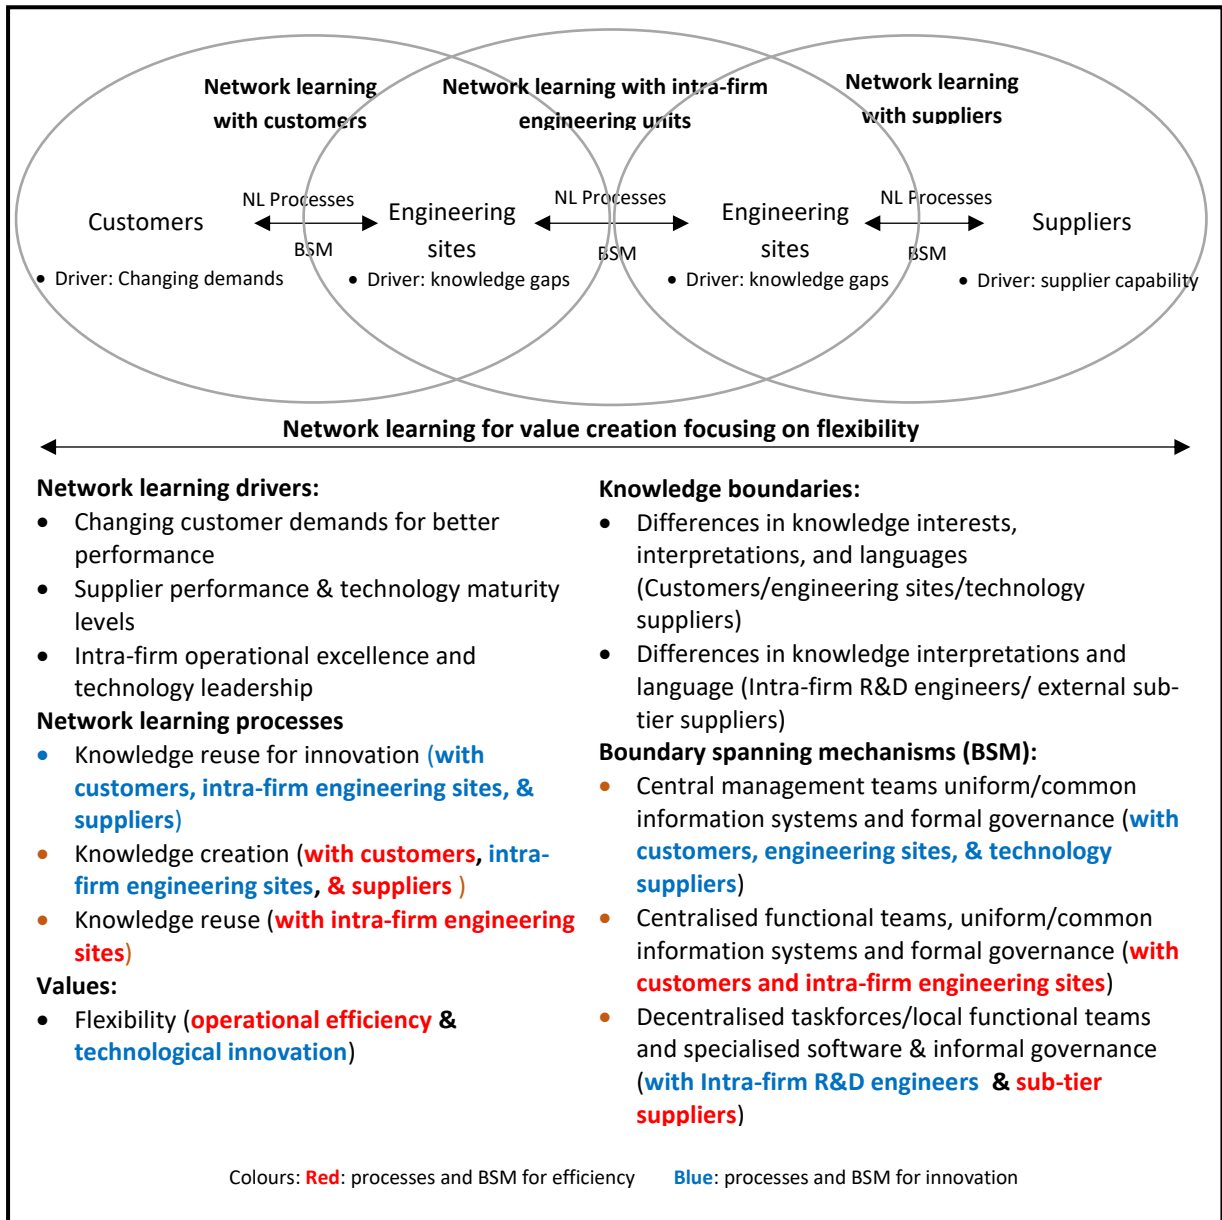 Network learning
with customers
Network learning with intra-firm
engineering units
Network learning
with suppliers
NL Processes
NL Processes
NL Processes
Customers
Engineering
sites
Engineering
sites
Suppliers
BSM
BSM
BSM
• Driver: Changing demands
• Driver: knowledge gaps
• Driver: knowledge gaps
• Driver: supplier capability
Network learning for value creation focusing on flexibility
Network learning drivers:
• Changing customer demands for better
performance
• Supplier performance & technology maturity
levels
• Intra-firm operational excellence and
technology leadership
Network learning processes
• Knowledge reuse for innovation (with
customers, intra-firm engineering sites, &
suppliers)
• Knowledge creation (with customers, intra-
firm engineering sites, & suppliers )
• Knowledge reuse (with intra-firm engineering
sites)
Values:
• Flexibility (operational efficiency &
technological innovation)
Knowledge boundaries:
• Differences in knowledge interests,
interpretations, and languages
(Customers/engineering sites/technology
suppliers)
• Differences in knowledge interpretations and
language (Intra-firm R&D engineers/ external sub-
tier suppliers)
Boundary spanning mechanisms (BSM):
• Central management teams uniform/common
information systems and formal governance (with
customers, engineering sites, & technology
suppliers)
• Centralised functional teams, uniform/common
information systems and formal governance (with
customers and intra-firm engineering sites)
• Decentralised taskforces/local functional teams
and specialised software & informal governance
(with Intra-firm R&D engineers & sub-tier
suppliers)
Colours: Red: processes and BSM for efficiency Blue: processes and BSM for innovation